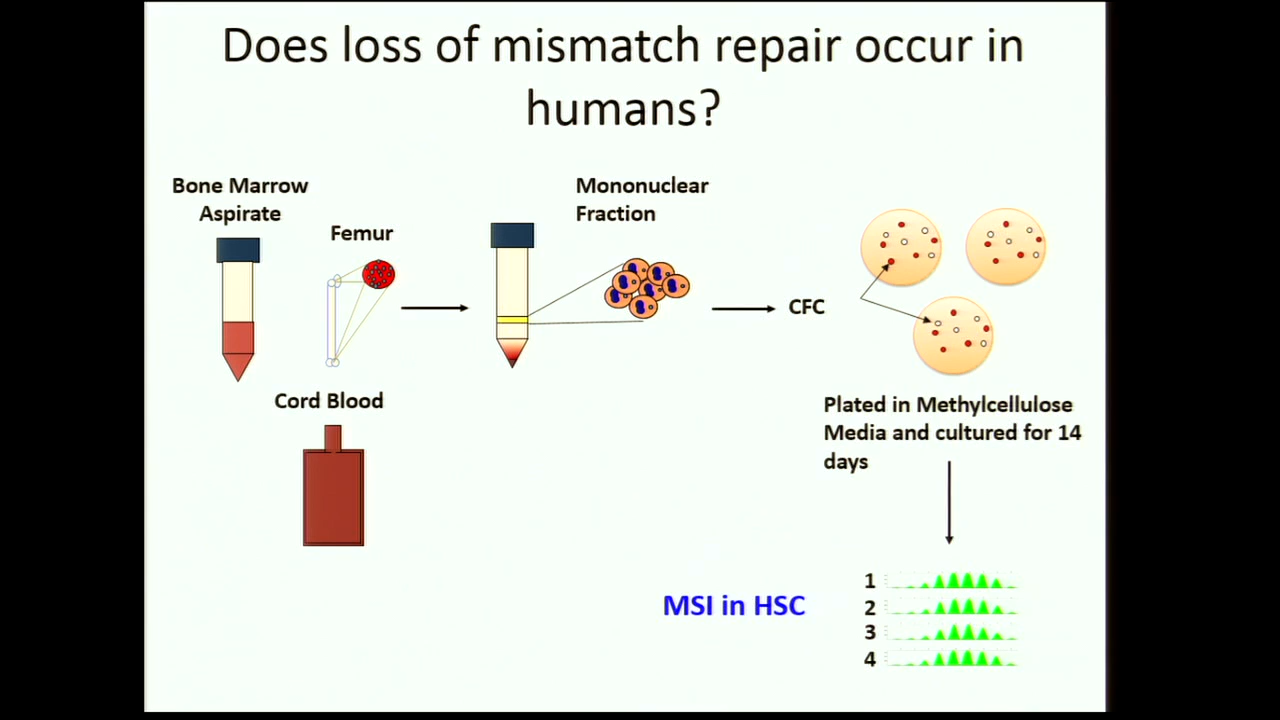 Does loss of mismatch repair occur in
humans?
Bone Marrow
Aspirate
Femur
Mononuclear
Fraction
CFC
Cord Blood
Plated in Methylcellulose
Media and cultured for 14
days
MSI in HSC
1
2
3
4